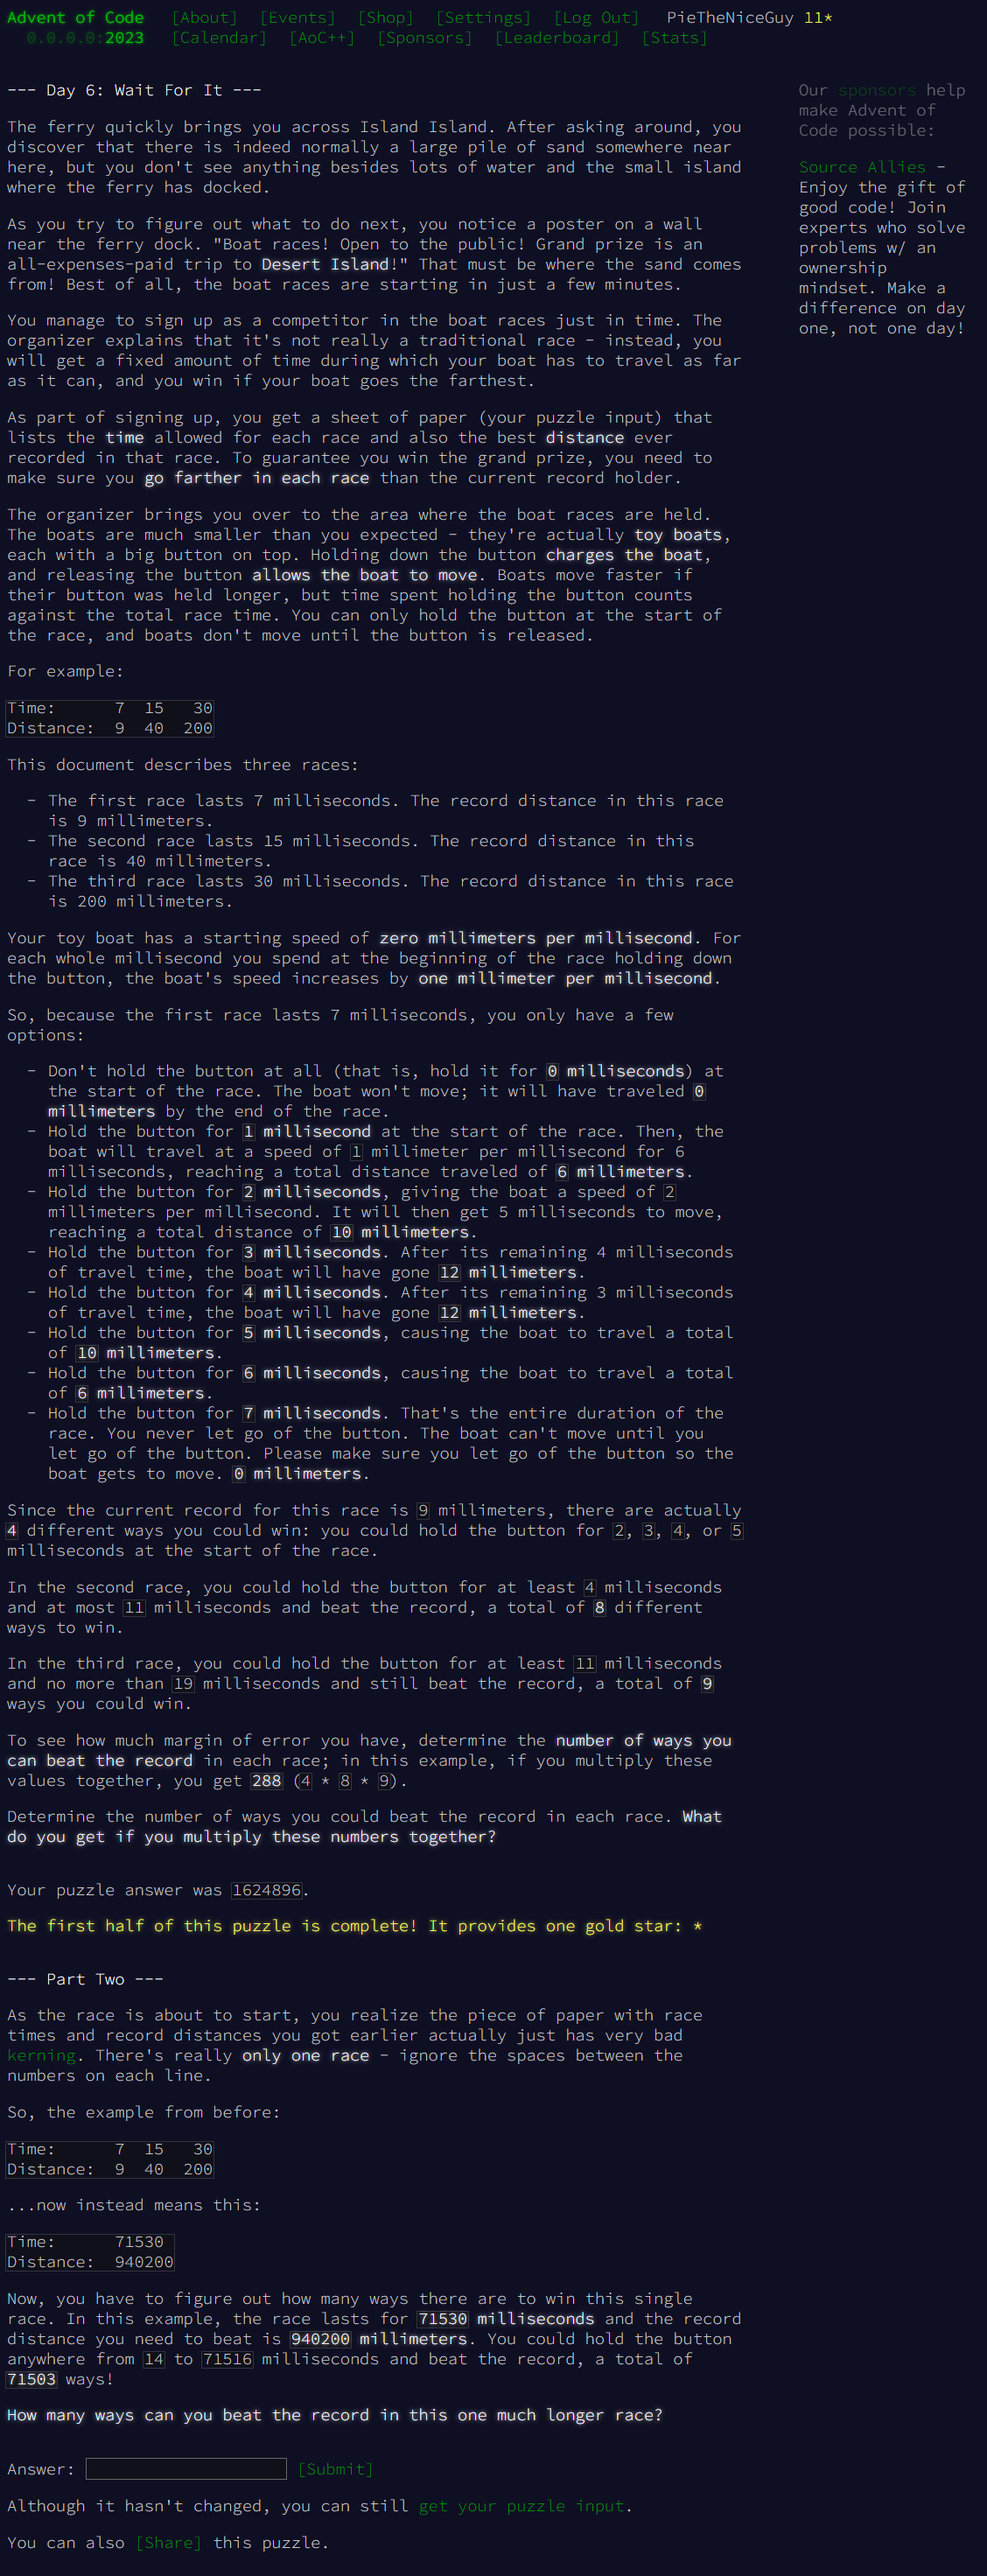 Advent of Code [About] [Events] [Shop] [Settings] [Log Out] PieTheNiceGuy 11*
0.0.0.0:2023 [Calendar] [AoC++] [Sponsors] [Leaderboard] [Stats]
--- Day 6: Wait For It ---
The ferry quickly brings you across Island Island. After asking around, you
discover that there is indeed normally a large pile of sand somewhere near
here, but you don't see anything besides lots of water and the small island
where the ferry has docked.
As you try to figure out what to do next, you notice a poster on a wall
near the ferry dock. "Boat races! Open to the public! Grand prize is an
all-expenses-paid trip to Desert Island!" That must be where the sand comes
from! Best of all, the boat races are starting in just a few minutes.
You manage to sign up as a competitor in the boat races just in time. The
organizer explains that it's not really a traditional race - instead, you
will get a fixed amount of time during which your boat has to travel as far
as it can, and you win if your boat goes the farthest.
As part of signing up, you get a sheet of paper (your puzzle input) that
lists the time allowed for each race and also the best distance ever
recorded in that race. To guarantee you win the grand prize, you need to
make sure you go farther in each race than the current record holder.
The organizer brings you over to the area where the boat races are held.
The boats are much smaller than you expected - they're actually toy boats,
each with a big button on top. Holding down the button charges the boat,
and releasing the button allows the boat to move. Boats move faster if
their button was held longer, but time spent holding the button counts
against the total race time. You can only hold the button at the start of
the race, and boats don't move until the button is released.
For example:
Time:      7  15   30
Distance:  9  40  200
This document describes three races:
- The first race lasts 7 milliseconds. The record distance in this race
is 9 millimeters.
- The second race lasts 15 milliseconds. The record distance in this
race is 40 millimeters.
- The third race lasts 30 milliseconds. The record distance in this race
is 200 millimeters.
Your toy boat has a starting speed of zero millimeters per millisecond. For
each whole millisecond you spend at the beginning of the race holding down
the button, the boat's speed increases by one millimeter per millisecond.
So, because the first race lasts 7 milliseconds, you only have a few
options:
- Don't hold the button at all (that is, hold it for 0 milliseconds) at
the start of the race. The boat won't move; it will have traveled 0
millimeters by the end of the race.
- Hold the button for 1 millisecond at the start of the race. Then, the
boat will travel at a speed of 1 millimeter per millisecond for 6
milliseconds, reaching a total distance traveled of 6 millimeters.
- Hold the button for 2 milliseconds, giving the boat a speed of 2
millimeters per millisecond. It will then get 5 milliseconds to move,
reaching a total distance of 10 millimeters.
- Hold the button for 3 milliseconds. After its remaining 4 milliseconds
of travel time, the boat will have gone 12 millimeters.
- Hold the button for 4 milliseconds. After its remaining 3 milliseconds
of travel time, the boat will have gone 12 millimeters.
- Hold the button for 5 milliseconds, causing the boat to travel a total
of 10 millimeters.
- Hold the button for 6 milliseconds, causing the boat to travel a total
of 6 millimeters.
- Hold the button for 7 milliseconds. That's the entire duration of the
race. You never let go of the button. The boat can't move until you
let go of the button. Please make sure you let go of the button so the
boat gets to move. 0 millimeters.
Since the current record for this race is 9 millimeters, there are actually
4 different ways you could win: you could hold the button for 2, 3, 4, or 5
milliseconds at the start of the race.
In the second race, you could hold the button for at least 4 milliseconds
and at most 11 milliseconds and beat the record, a total of 8 different
ways to win.
In the third race, you could hold the button for at least 11 milliseconds
and no more than 19 milliseconds and still beat the record, a total of 9
ways you could win.
To see how much margin of error you have, determine the number of ways you
can beat the record in each race; in this example, if you multiply these
values together, you get 288 (4 * 8 * 9).
Determine the number of ways you could beat the record in each race. What
do you get if you multiply these numbers together?
Your puzzle answer was 1624896.
The first half of this puzzle is complete! It provides one gold star: *
--- Part Two ---
As the race is about to start, you realize the piece of paper with race
times and record distances you got earlier actually just has very bad
kerning. There's really only one race - ignore the spaces between the
numbers on each line.
So, the example from before:
Time:      7  15   30
Distance:  9  40  200
...now instead means this:
Time:      71530
Distance:  940200
Now, you have to figure out how many ways there are to win this single
race. In this example, the race lasts for 71530 milliseconds and the record
distance you need to beat is 940200 millimeters. You could hold the button
anywhere from 14 to 71516 milliseconds and beat the record, a total of
71503 ways!
How many ways can you beat the record in this one much longer race?
Answer: [Submit]
Although it hasn't changed, you can still get your puzzle input.
You can also [Share] this puzzle.
Our sponsors help
make Advent of
Code possible:
Source Allies -
Enjoy the gift of
good code! Join
experts who solve
problems w/ an
ownership
mindset. Make a
difference on day
one, not one day!